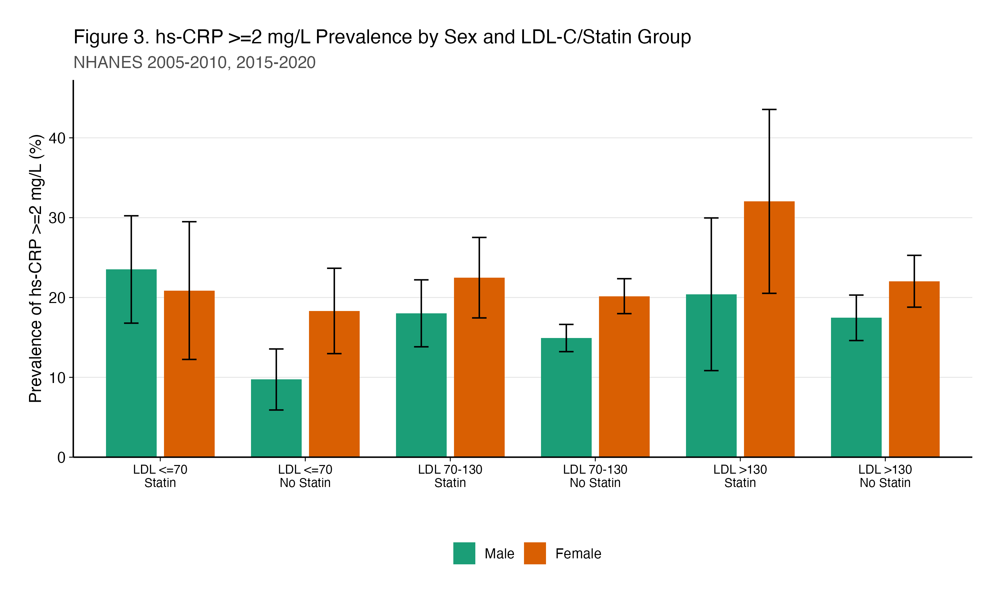 Figure 3. hs-CRP >=2 mg/L Prevalence by Sex and LDL-C/Statin Group
NHANES 2005-2010, 2015-2020
Prevalence of hs-CRP >=2 mg/L (%)
40
30
20
10
0
LDL <=70
Statin
LDL <=70
No Statin
LDL 70-130
Statin
LDL 70-130
No Statin
LDL >130
Statin
LDL >130
No Statin
Male
Female